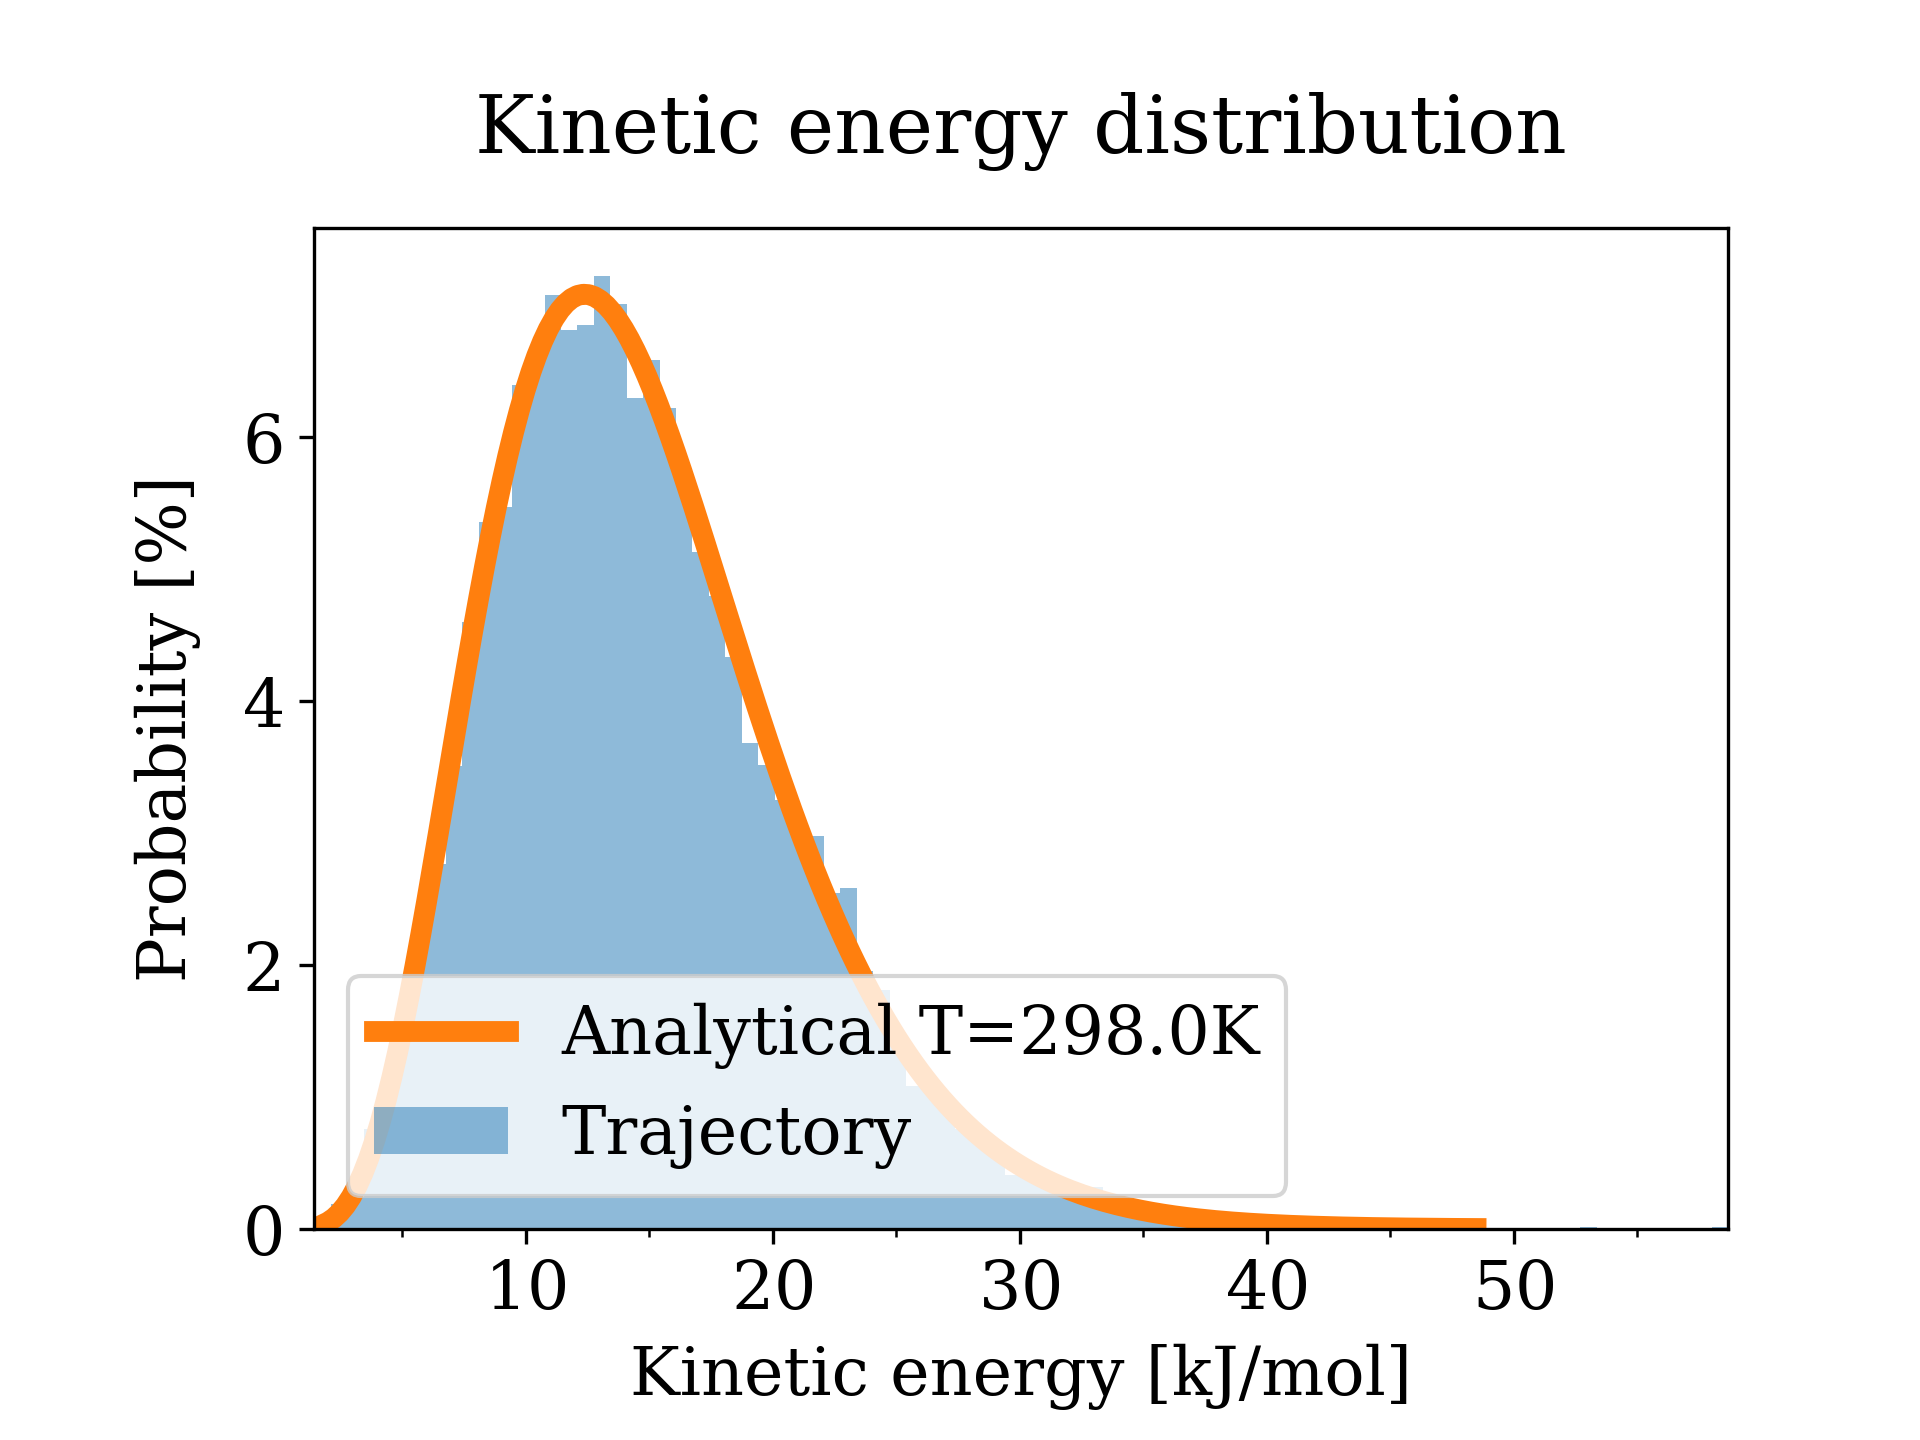 Kinetic energy distribution
Probability [%]
6
4
2
0
Analytical T=298.0K
Trajectory
10 20 30 40 50
Kinetic energy [kJ/mol]